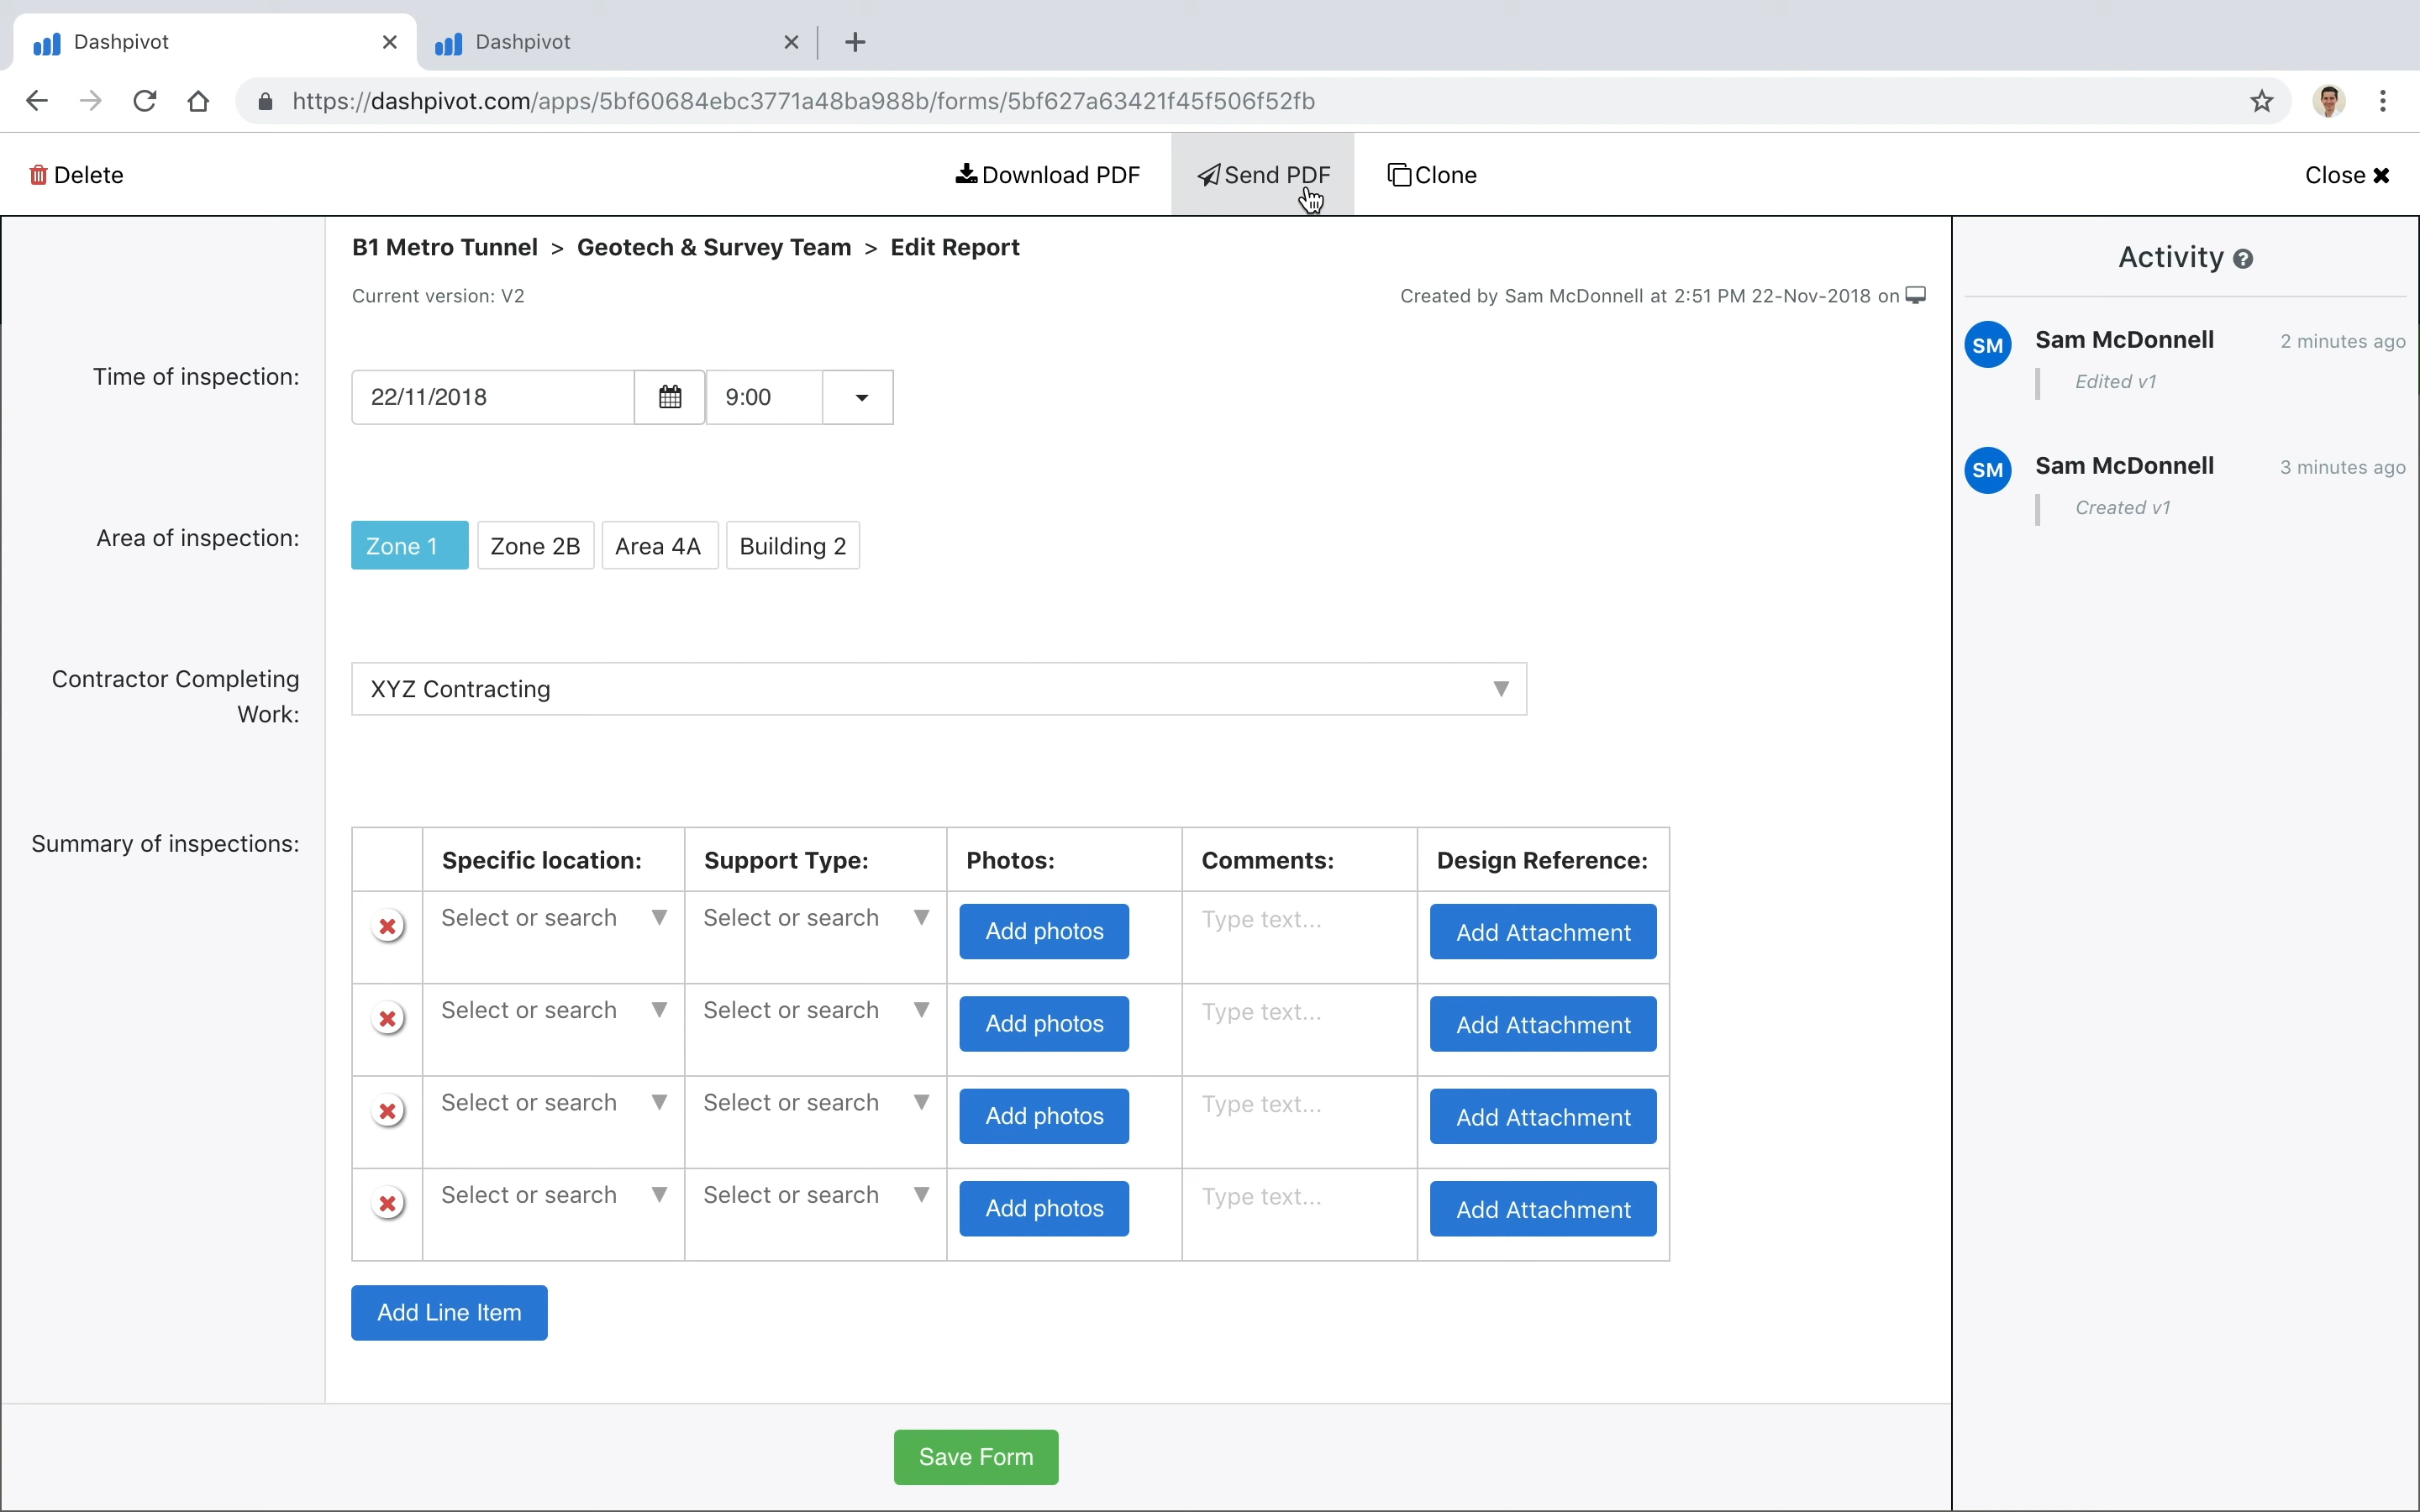 Dashpivot
Dashpivot
https://dashpivot.com/apps/5bf60684ebc3771a48ba988b/forms/5bf627a63421f45f506f52fb
Delete
Download PDF
Send PDF
Clone
Close
B1 Metro Tunnel > Geotech & Survey Team > Edit Report
Current version: V2
Created by Sam McDonnell at 2:51 PM 22-Nov-2018 on
Time of inspection:
22/11/2018
9:00
Area of inspection:
Zone 1
Zone 2B
Area 4A
Building 2
Contractor Completing
Work:
XYZ Contracting
Summary of inspections:
Specific location: Support Type: Photos: Comments: Design Reference:
Select or search Select or search Add photos Type text... Add Attachment
Select or search Select or search Add photos Type text... Add Attachment
Select or search Select or search Add photos Type text... Add Attachment
Select or search Select or search Add photos Type text... Add Attachment
Add Line Item
Save Form
Activity ?
SM Sam McDonnell 2 minutes ago
Edited v1
SM Sam McDonnell 3 minutes ago
Created v1